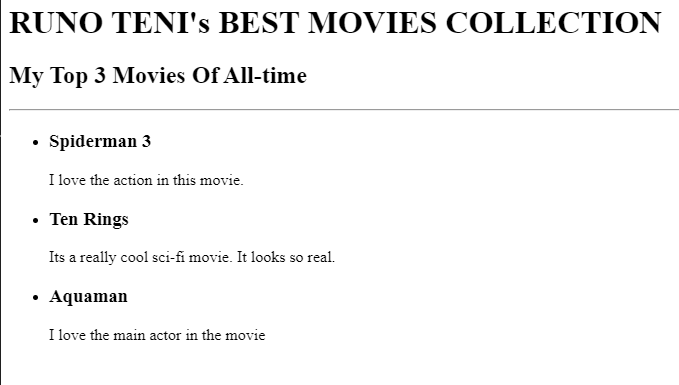 RUNO TENI's BEST MOVIES COLLECTION
My Top 3 Movies Of All-time
Spiderman 3
I love the action in this movie.
Ten Rings
Its a really cool sci-fi movie. It looks so real.
Aquaman
I love the main actor in the movie